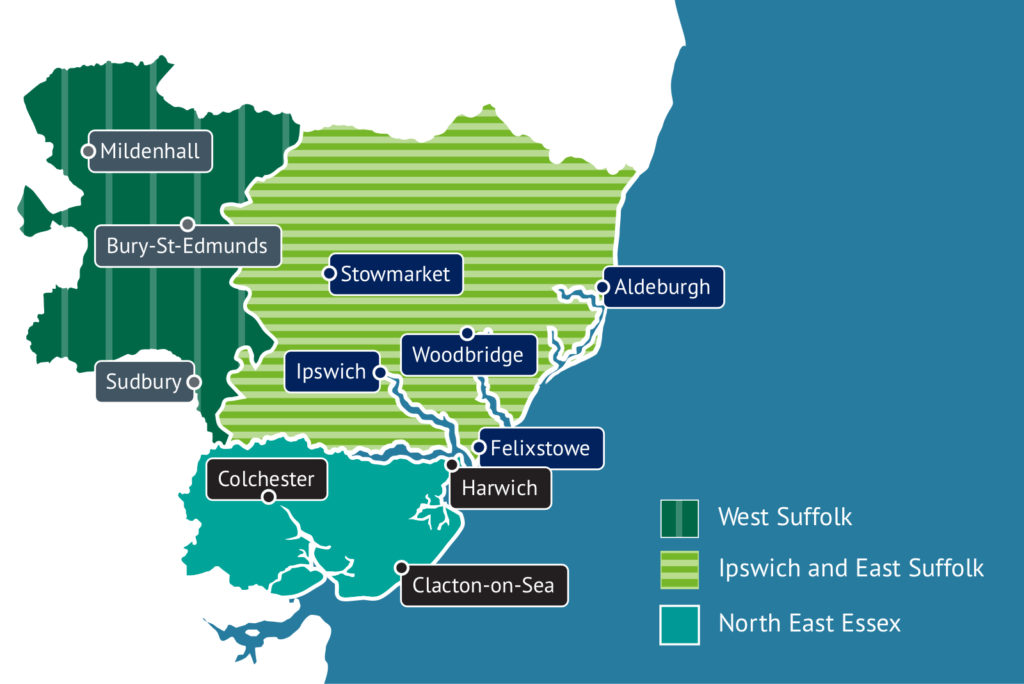 Mildenhall
Bury-St-Edmunds
Stowmarket
Aldeburgh
Woodbridge
Ipswich
Sudbury
Felixstowe
Colchester
Harwich
Clacton-on-Sea
West Suffolk
Ipswich and East Suffolk
North East Essex